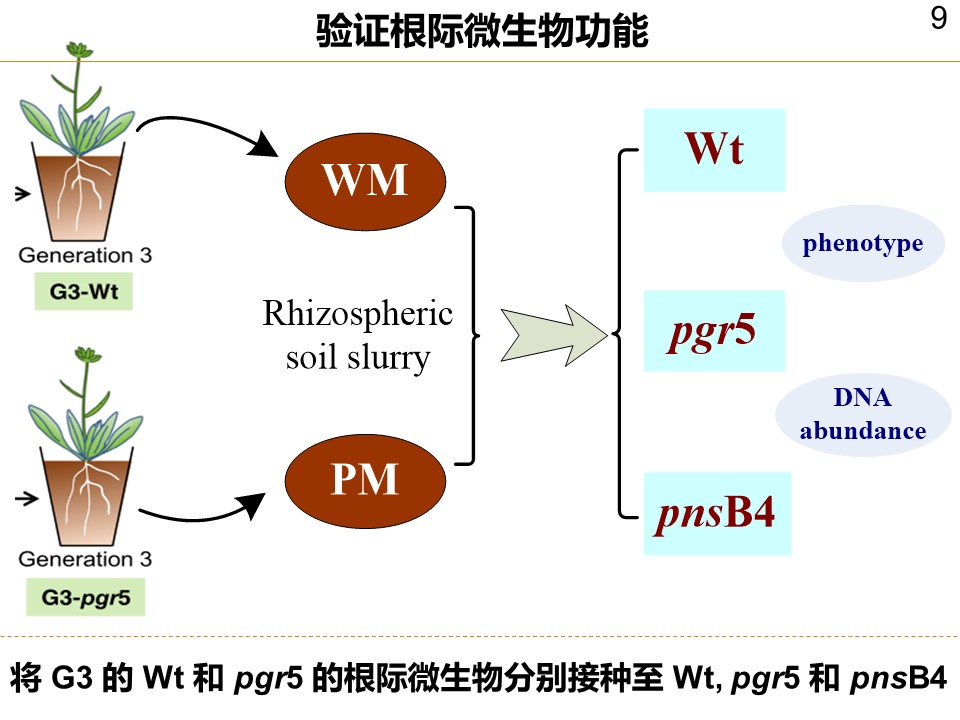 验证根际微生物功能
9
Generation 3
G3-Wt
WM
Rhizospheric
soil slurry
Generation 3
G3-pgr5
PM
Wt
phenotype
pgr5
DNA
abundance
pnsB4
将 G3 的 Wt 和 pgr5 的根际微生物分别接种至 Wt, pgr5 和 pnsB4